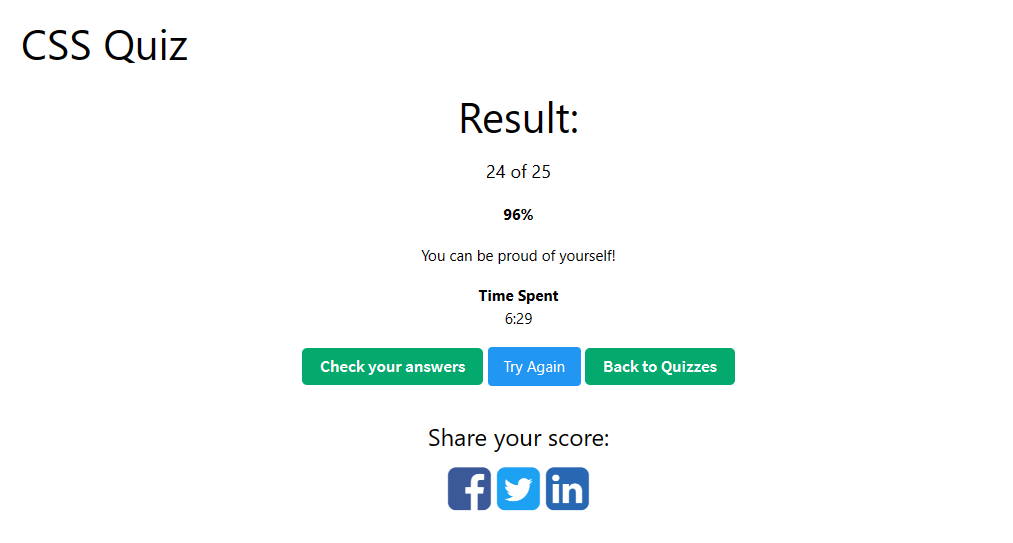 CSS Quiz
Result:
24 of 25
96%
You can be proud of yourself!
Time Spent
6:29
Check your answers Try Again Back to Quizzes
Share your score:
f in